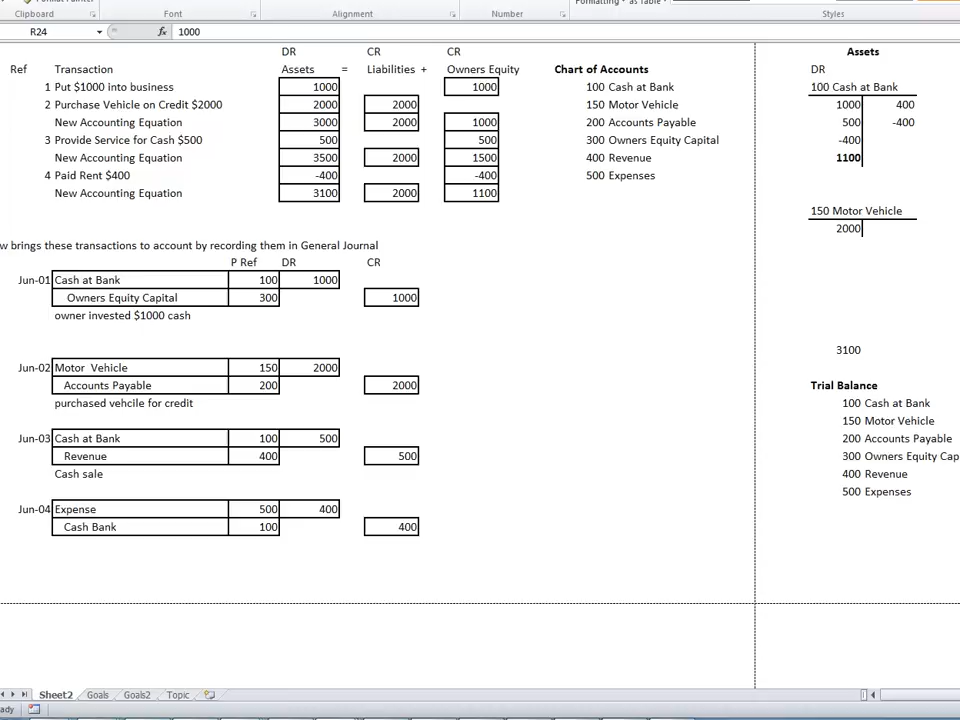 Clipboard Font Alignment Number Styles
R24 fx 1000
DR CR CR Assets
Ref Transaction Assets = Liabilities + Owners Equity Chart of Accounts DR
1 Put $1000 into business 1000 1000 100 Cash at Bank 100 Cash at Bank
2 Purchase Vehicle on Credit $2000 2000 2000 150 Motor Vehicle 1000 400
New Accounting Equation 3000 2000 1000 200 Accounts Payable 500 -400
3 Provide Service for Cash $500 500 500 300 Owners Equity Capital -400
New Accounting Equation 3500 2000 1500 400 Revenue 1100
4 Paid Rent $400 -400 -400 500 Expenses
New Accounting Equation 3100 2000 1100
150 Motor Vehicle
2000
w brings these transactions to account by recording them in General Journal
P Ref DR CR
Jun-01 Cash at Bank 100 1000
Owners Equity Capital 300 1000
owner invested $1000 cash
3100
Jun-02 Motor Vehicle 150 2000
Accounts Payable 200 2000 Trial Balance
purchased vehcile for credit 100 Cash at Bank
150 Motor Vehicle
Jun-03 Cash at Bank 100 500 200 Accounts Payable
Revenue 400 500 300 Owners Equity Cap
Cash sale 400 Revenue
500 Expenses
Jun-04 Expense 500 400
Cash Bank 100 400
Sheet2 Goals Goals2 Topic
ady